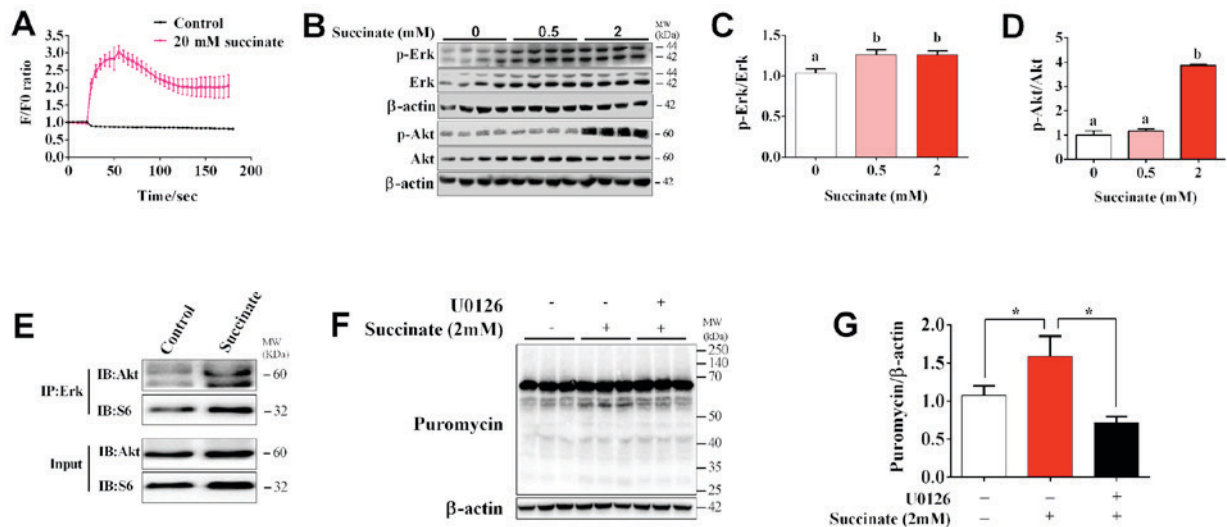 A
Control
20 mM succinate
F/F0 ratio
3.5
3.0
2.5
2.0
1.5
1.0
0.5
0.0
0 50 100 150 200
Time/sec
B
Succinate (mM) 0 0.5 2
MW
(kDa)
p-Erk
44
42
Erk
42
β-actin
42
p-Akt
60
Akt
60
β-actin
42
C
p-Erk/Erk
1.5
1.0
0.5
0.0
a b b
0 0.5 2
Succinate (mM)
D
p-Akt/Akt
5
4
3
2
1
0
a a b
0 0.5 2
Succinate (mM)
E
Control Succinate
MW
(KDa)
IP:Erk
IB:Akt
60
IB:S6
32
Input
IB:Akt
60
IB:S6
32
F
U0126 - - +
Succinate (2mM) - + +
MW
(kDa)
Puromycin
250
140
70
50
40
35
25
β-actin
42
G
Puromycin/β-actin
2.0
1.5
1.0
0.5
0.0
* *
U0126 - - +
Succinate (2mM) - + +